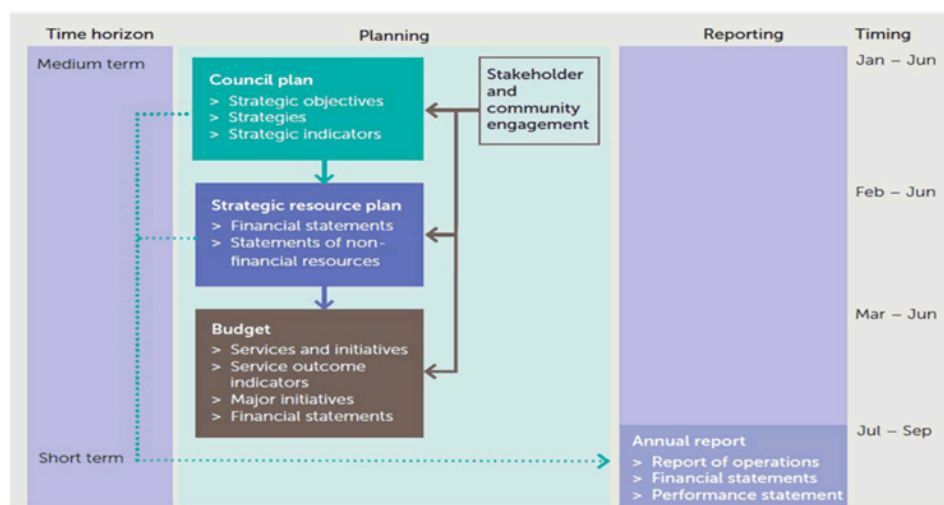 Time horizon
Planning
Reporting
Timing
Medium term
Jan – Jun
Council plan
> Strategic objectives
> Strategies
> Strategic indicators
Stakeholder
and
community
engagement
Feb – Jun
Strategic resource plan
> Financial statements
> Statements of non-
financial resources
Mar – Jun
Budget
> Services and initiatives
> Service outcome
indicators
> Major initiatives
> Financial statements
Jul – Sep
Short term
Annual report
> Report of operations
> Financial statements
> Performance statement